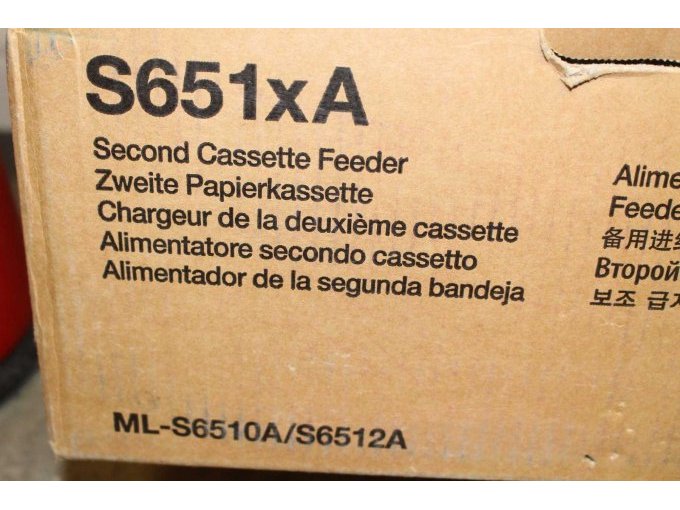 S651xA
Second Cassette Feeder
Zweite Papierkassette
Chargeur de la deuxième cassette
Alimentatore secondo cassetto
Alimentador de la segunda bandeja
Alime
Feede
备用进纸
Второй
보조 급지
ML-S6510A/S6512A